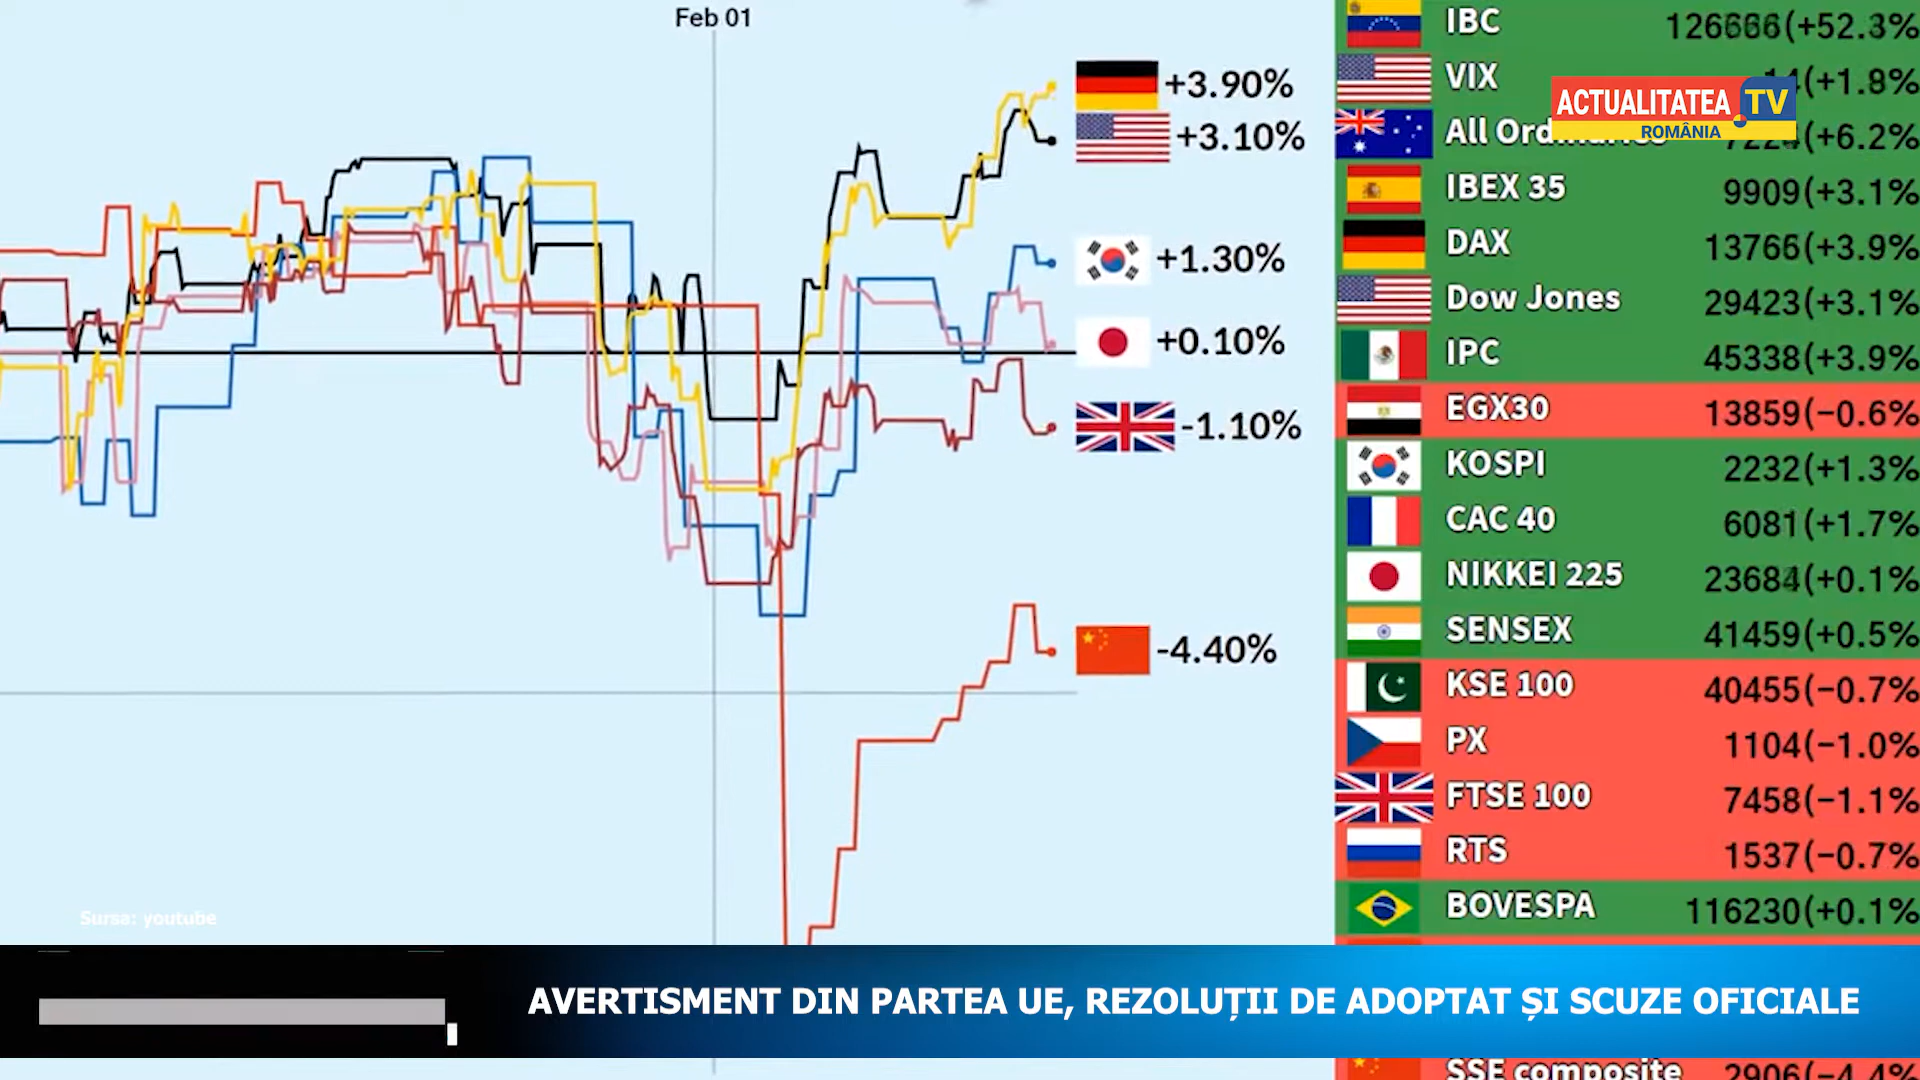 Feb 01
+3.90%
+3.10%
+1.30%
+0.10%
-1.10%
-4.40%
IBC 126666(+52.3%
VIX 14(+1.8%
ACTUALITATEA.TV
ROMÂNIA
All (+6.2%
IBEX 35 9909(+3.1%
DAX 13766(+3.9%
Dow Jones 29423(+3.1%
IPC 45338(+3.9%
EGX30 13859(−0.6%
KOSPI 2232(+1.3%
CAC 40 6081(+1.7%
NIKKEI 225 23684(+0.1%
SENSEX 41459(+0.5%
KSE 100 40455(−0.7%
PX 1104(−1.0%
FTSE 100 7458(−1.1%
RTS 1537(−0.7%
BOVESPA 116230(+0.1%
Sursa: youtube
AVERTISMENT DIN PARTEA UE, REZOLUȚII DE ADOPTAT ȘI SCUZE OFICIALE
SSE composite 2906(−4.4%